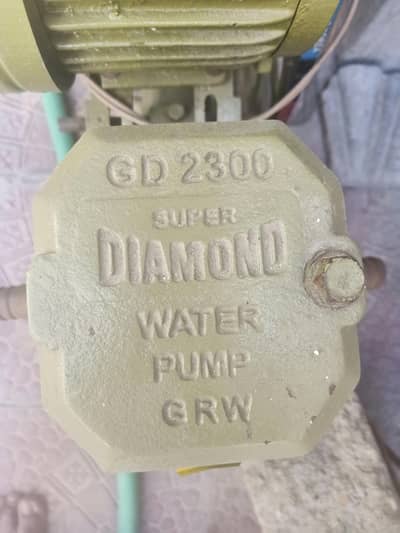 GD 2300
SUPER
DIAMOND
WATER
PUMP
GRW